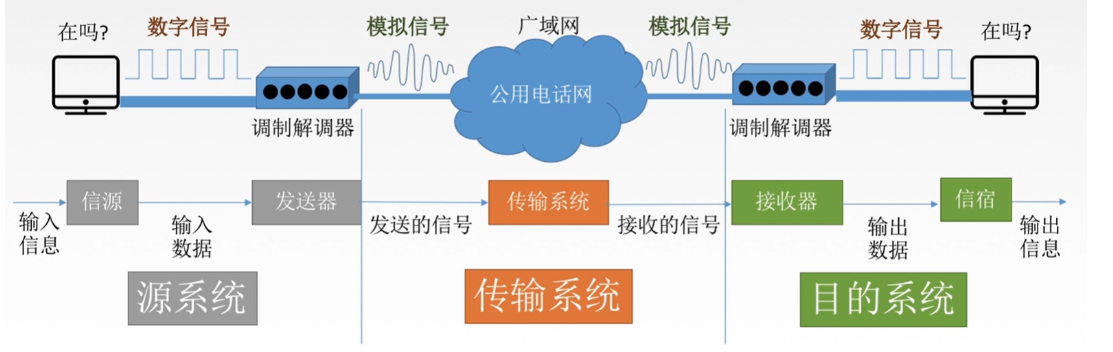 在吗?
数字信号
模拟信号
广域网
模拟信号
数字信号
在吗?
公用电话网
调制解调器
调制解调器
信源
发送器
传输系统
接收器
信宿
输入
信息
输入
数据
发送的信号
接收的信号
输出
数据
输出
信息
源系统
传输系统
目的系统